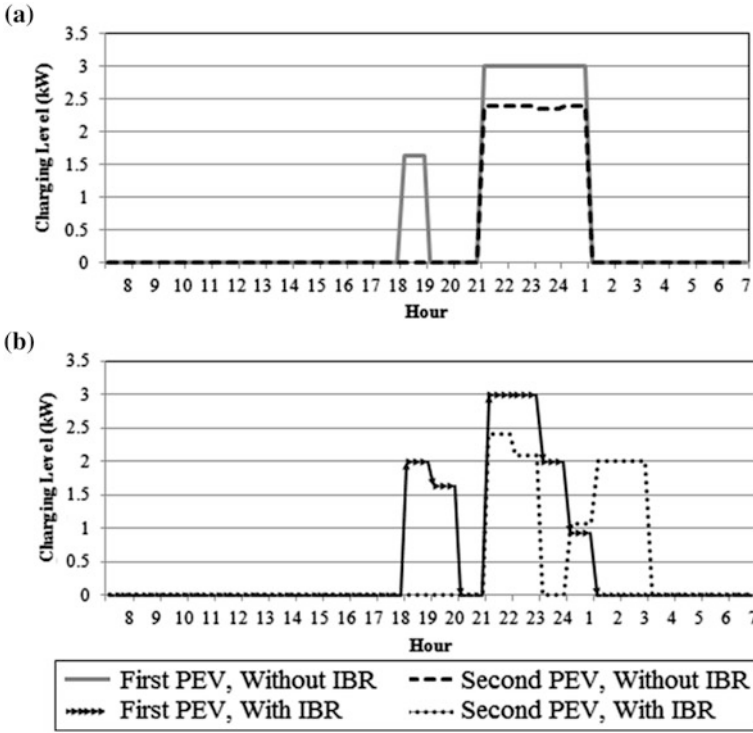 (a)
3.5
3
2.5
2
1.5
1
0.5
0
Charging Level (kW)
8 9 10 11 12 13 14 15 16 17 18 19 20 21 22 23 24 1 2 3 4 5 6 7
Hour
(b)
3.5
3
2.5
2
1.5
1
0.5
0
Charging Level (kW)
8 9 10 11 12 13 14 15 16 17 18 19 20 21 22 23 24 1 2 3 4 5 6 7
Hour
First PEV, Without IBR
Second PEV, Without IBR
First PEV, With IBR
Second PEV, With IBR